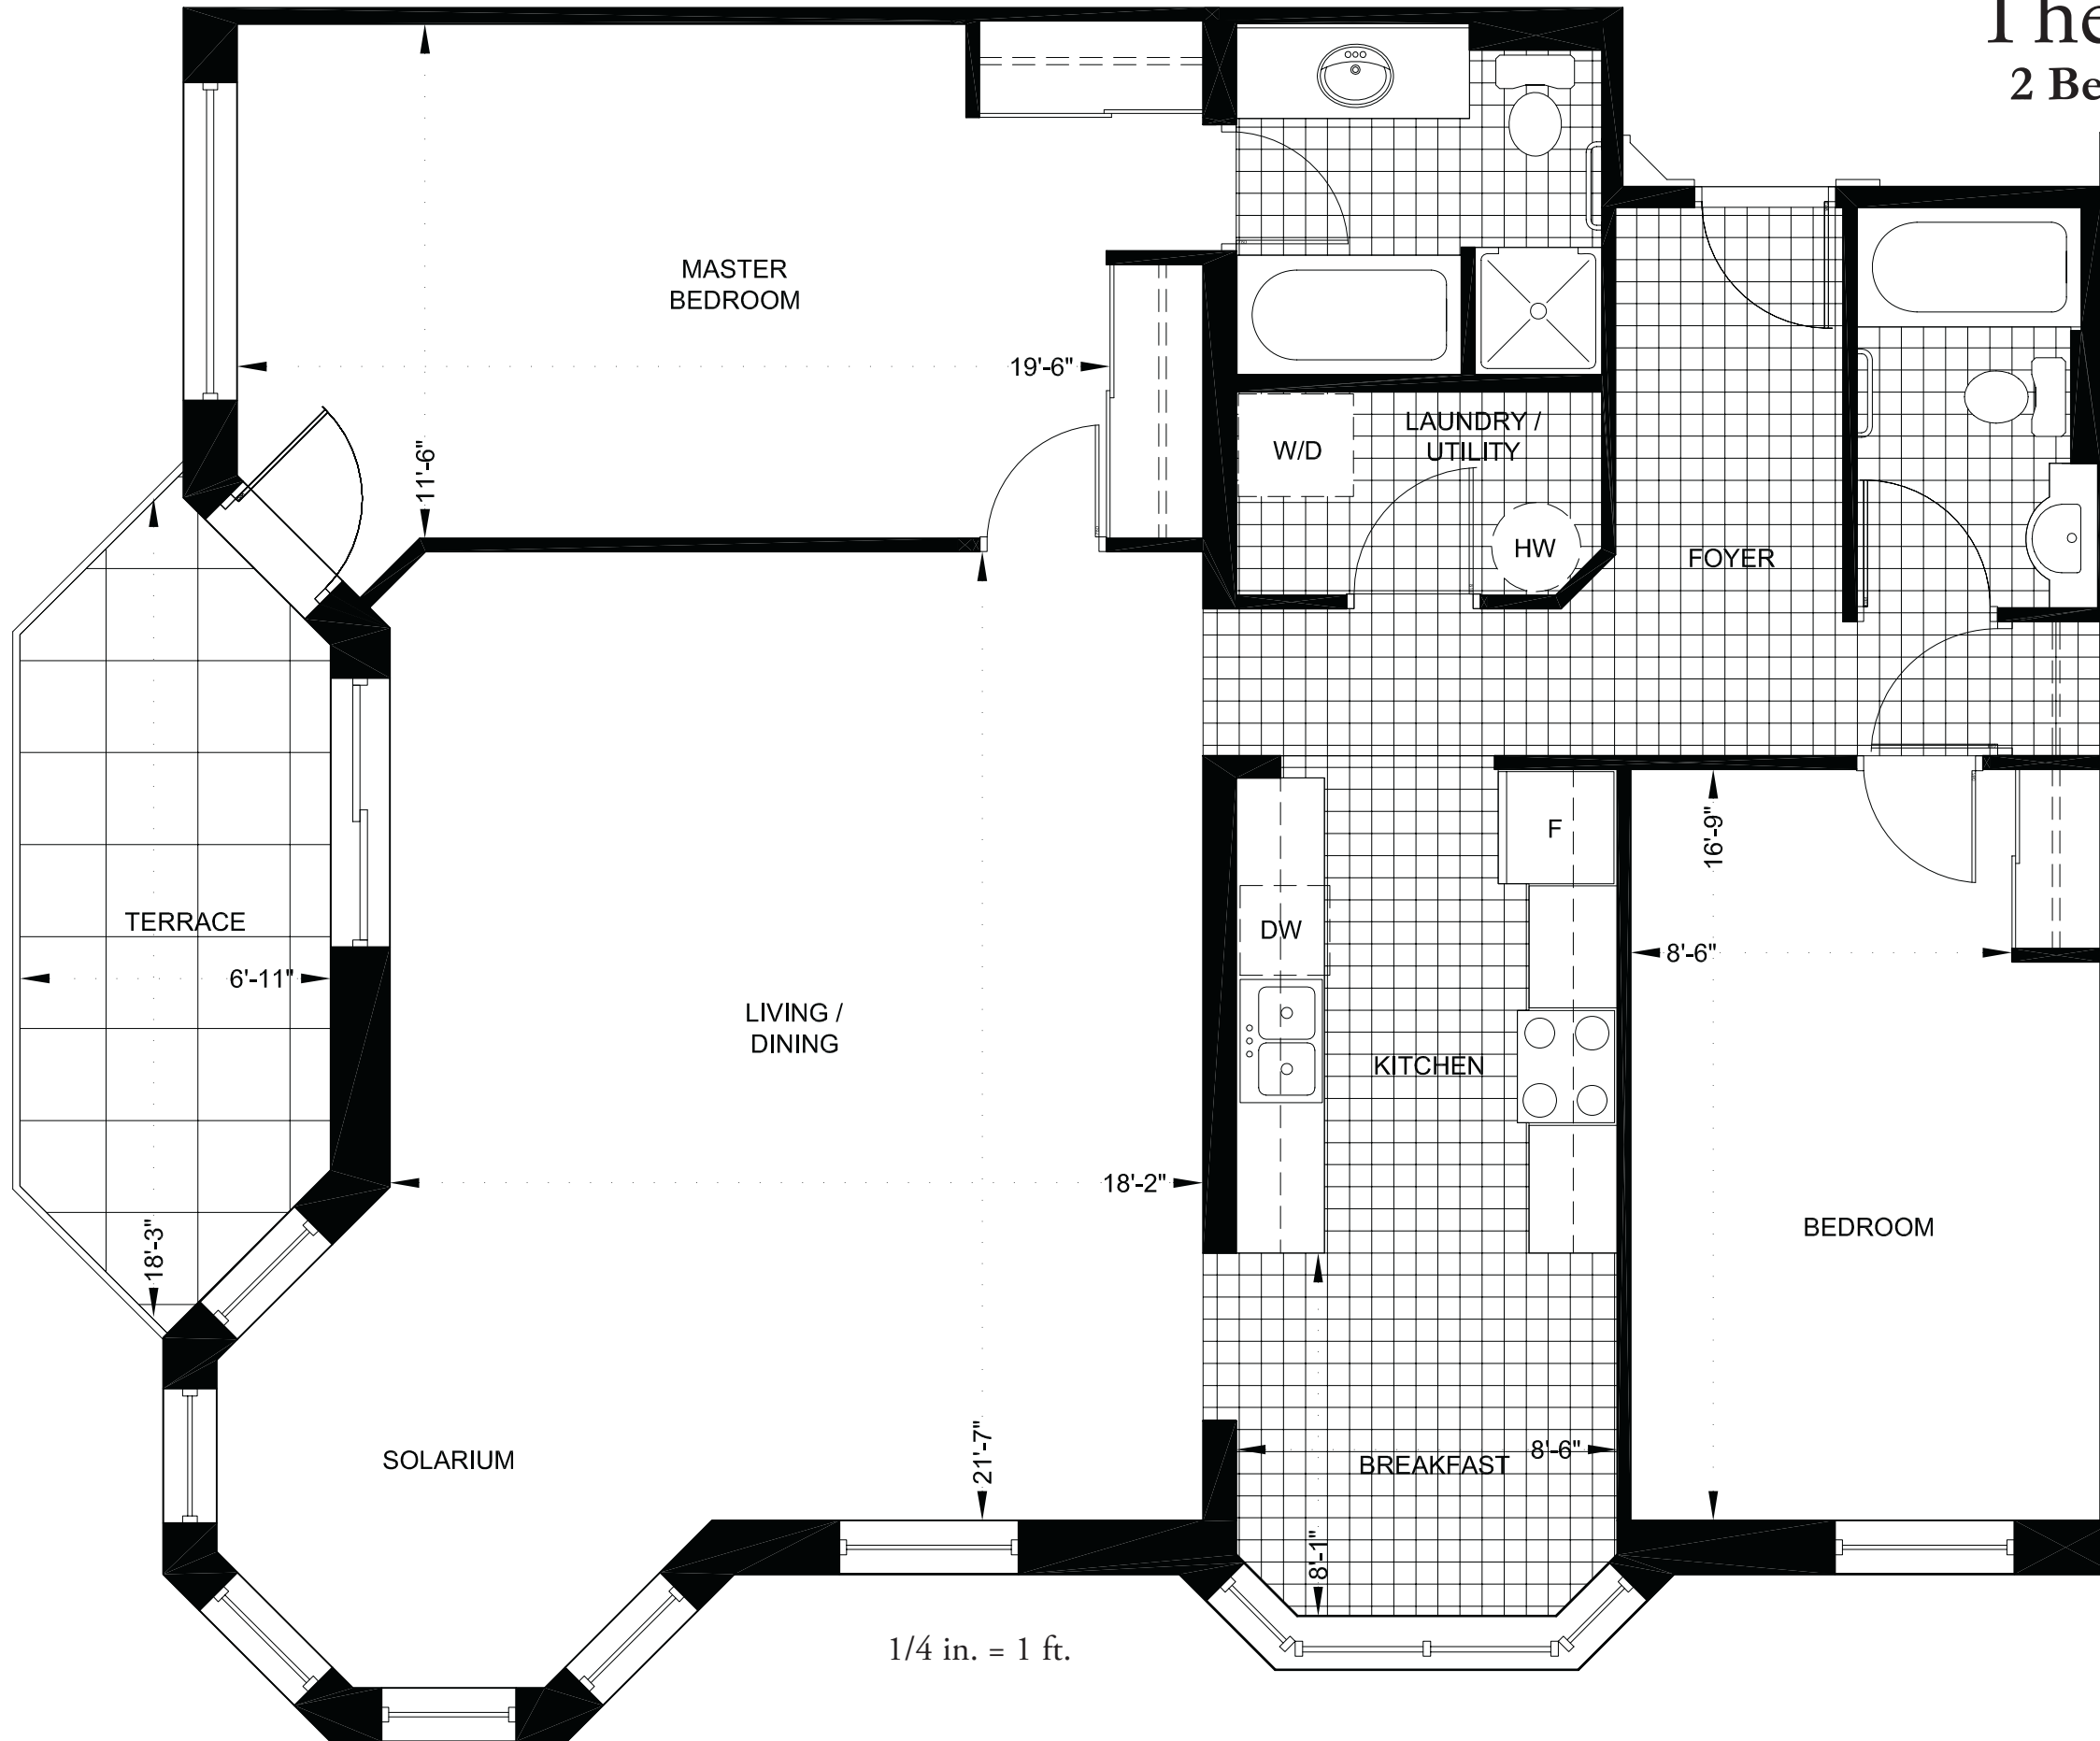 The
2 Be
MASTER
BEDROOM
19'-6"
11'-6"
LAUNDRY /
UTILITY
W/D
HW
FOYER
TERRACE
6'-11"
18'-3"
LIVING /
DINING
18'-2"
21'-7"
SOLARIUM
F
DW
KITCHEN
BREAKFAST
8'-6"
8'-1"
16'-9"
8'-6"
BEDROOM
1/4 in. = 1 ft.